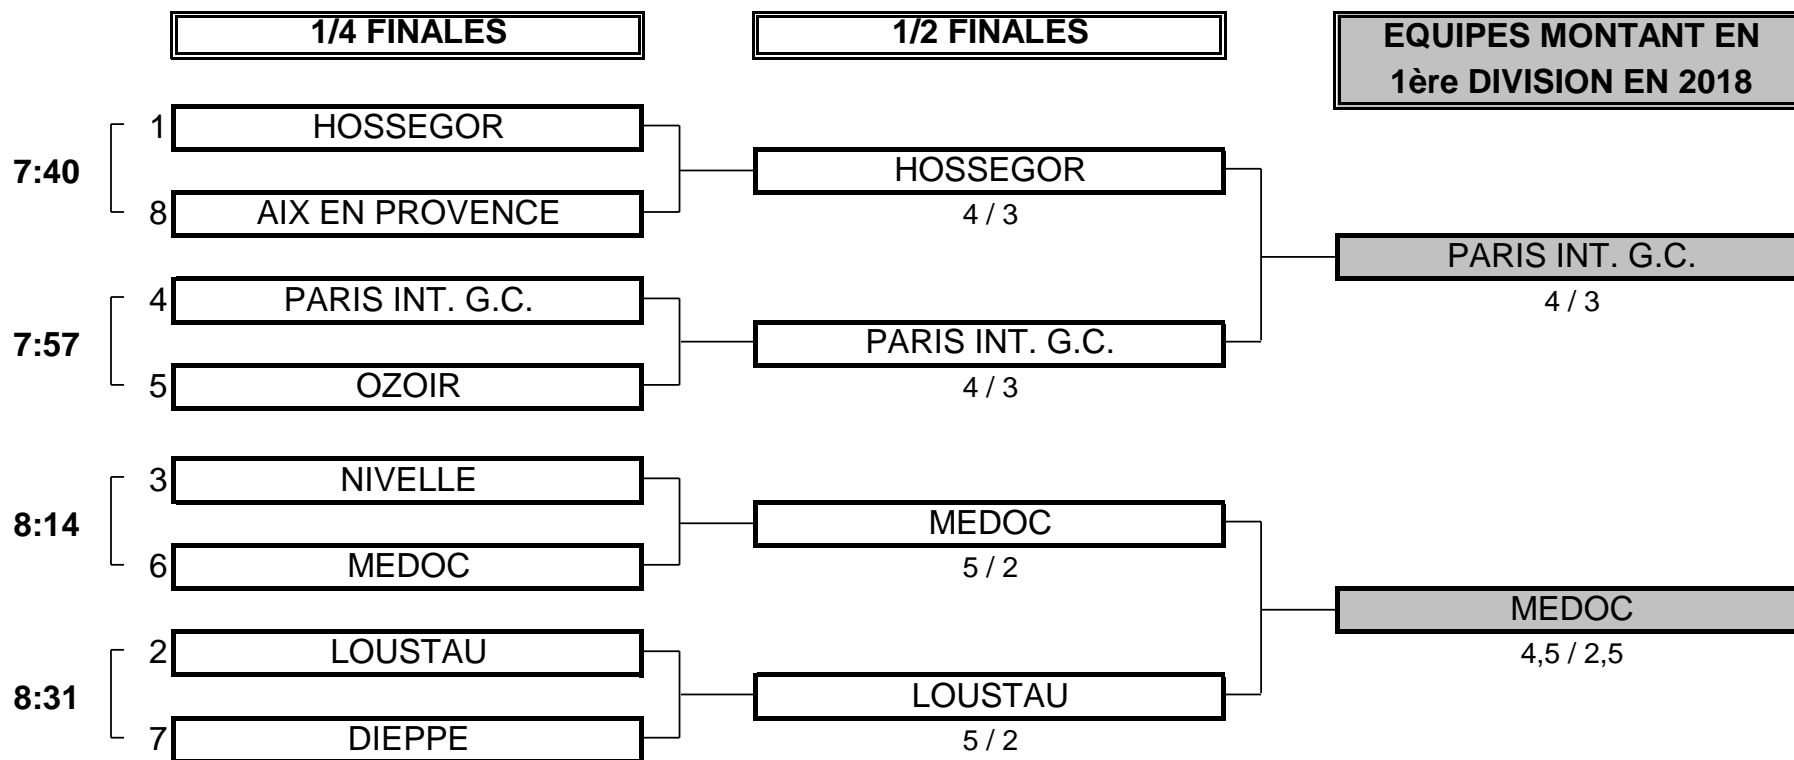 1/4 FINALES
1/2 FINALES
EQUIPES MONTANT EN
1ère DIVISION EN 2018
7:40
1 HOSSEGOR
8 AIX EN PROVENCE
HOSSEGOR
4 / 3
7:57
4 PARIS INT. G.C.
5 OZOIR
PARIS INT. G.C.
4 / 3
PARIS INT. G.C.
4 / 3
8:14
3 NIVELLE
6 MEDOC
MEDOC
5 / 2
8:31
2 LOUSTAU
7 DIEPPE
LOUSTAU
5 / 2
MEDOC
4,5 / 2,5